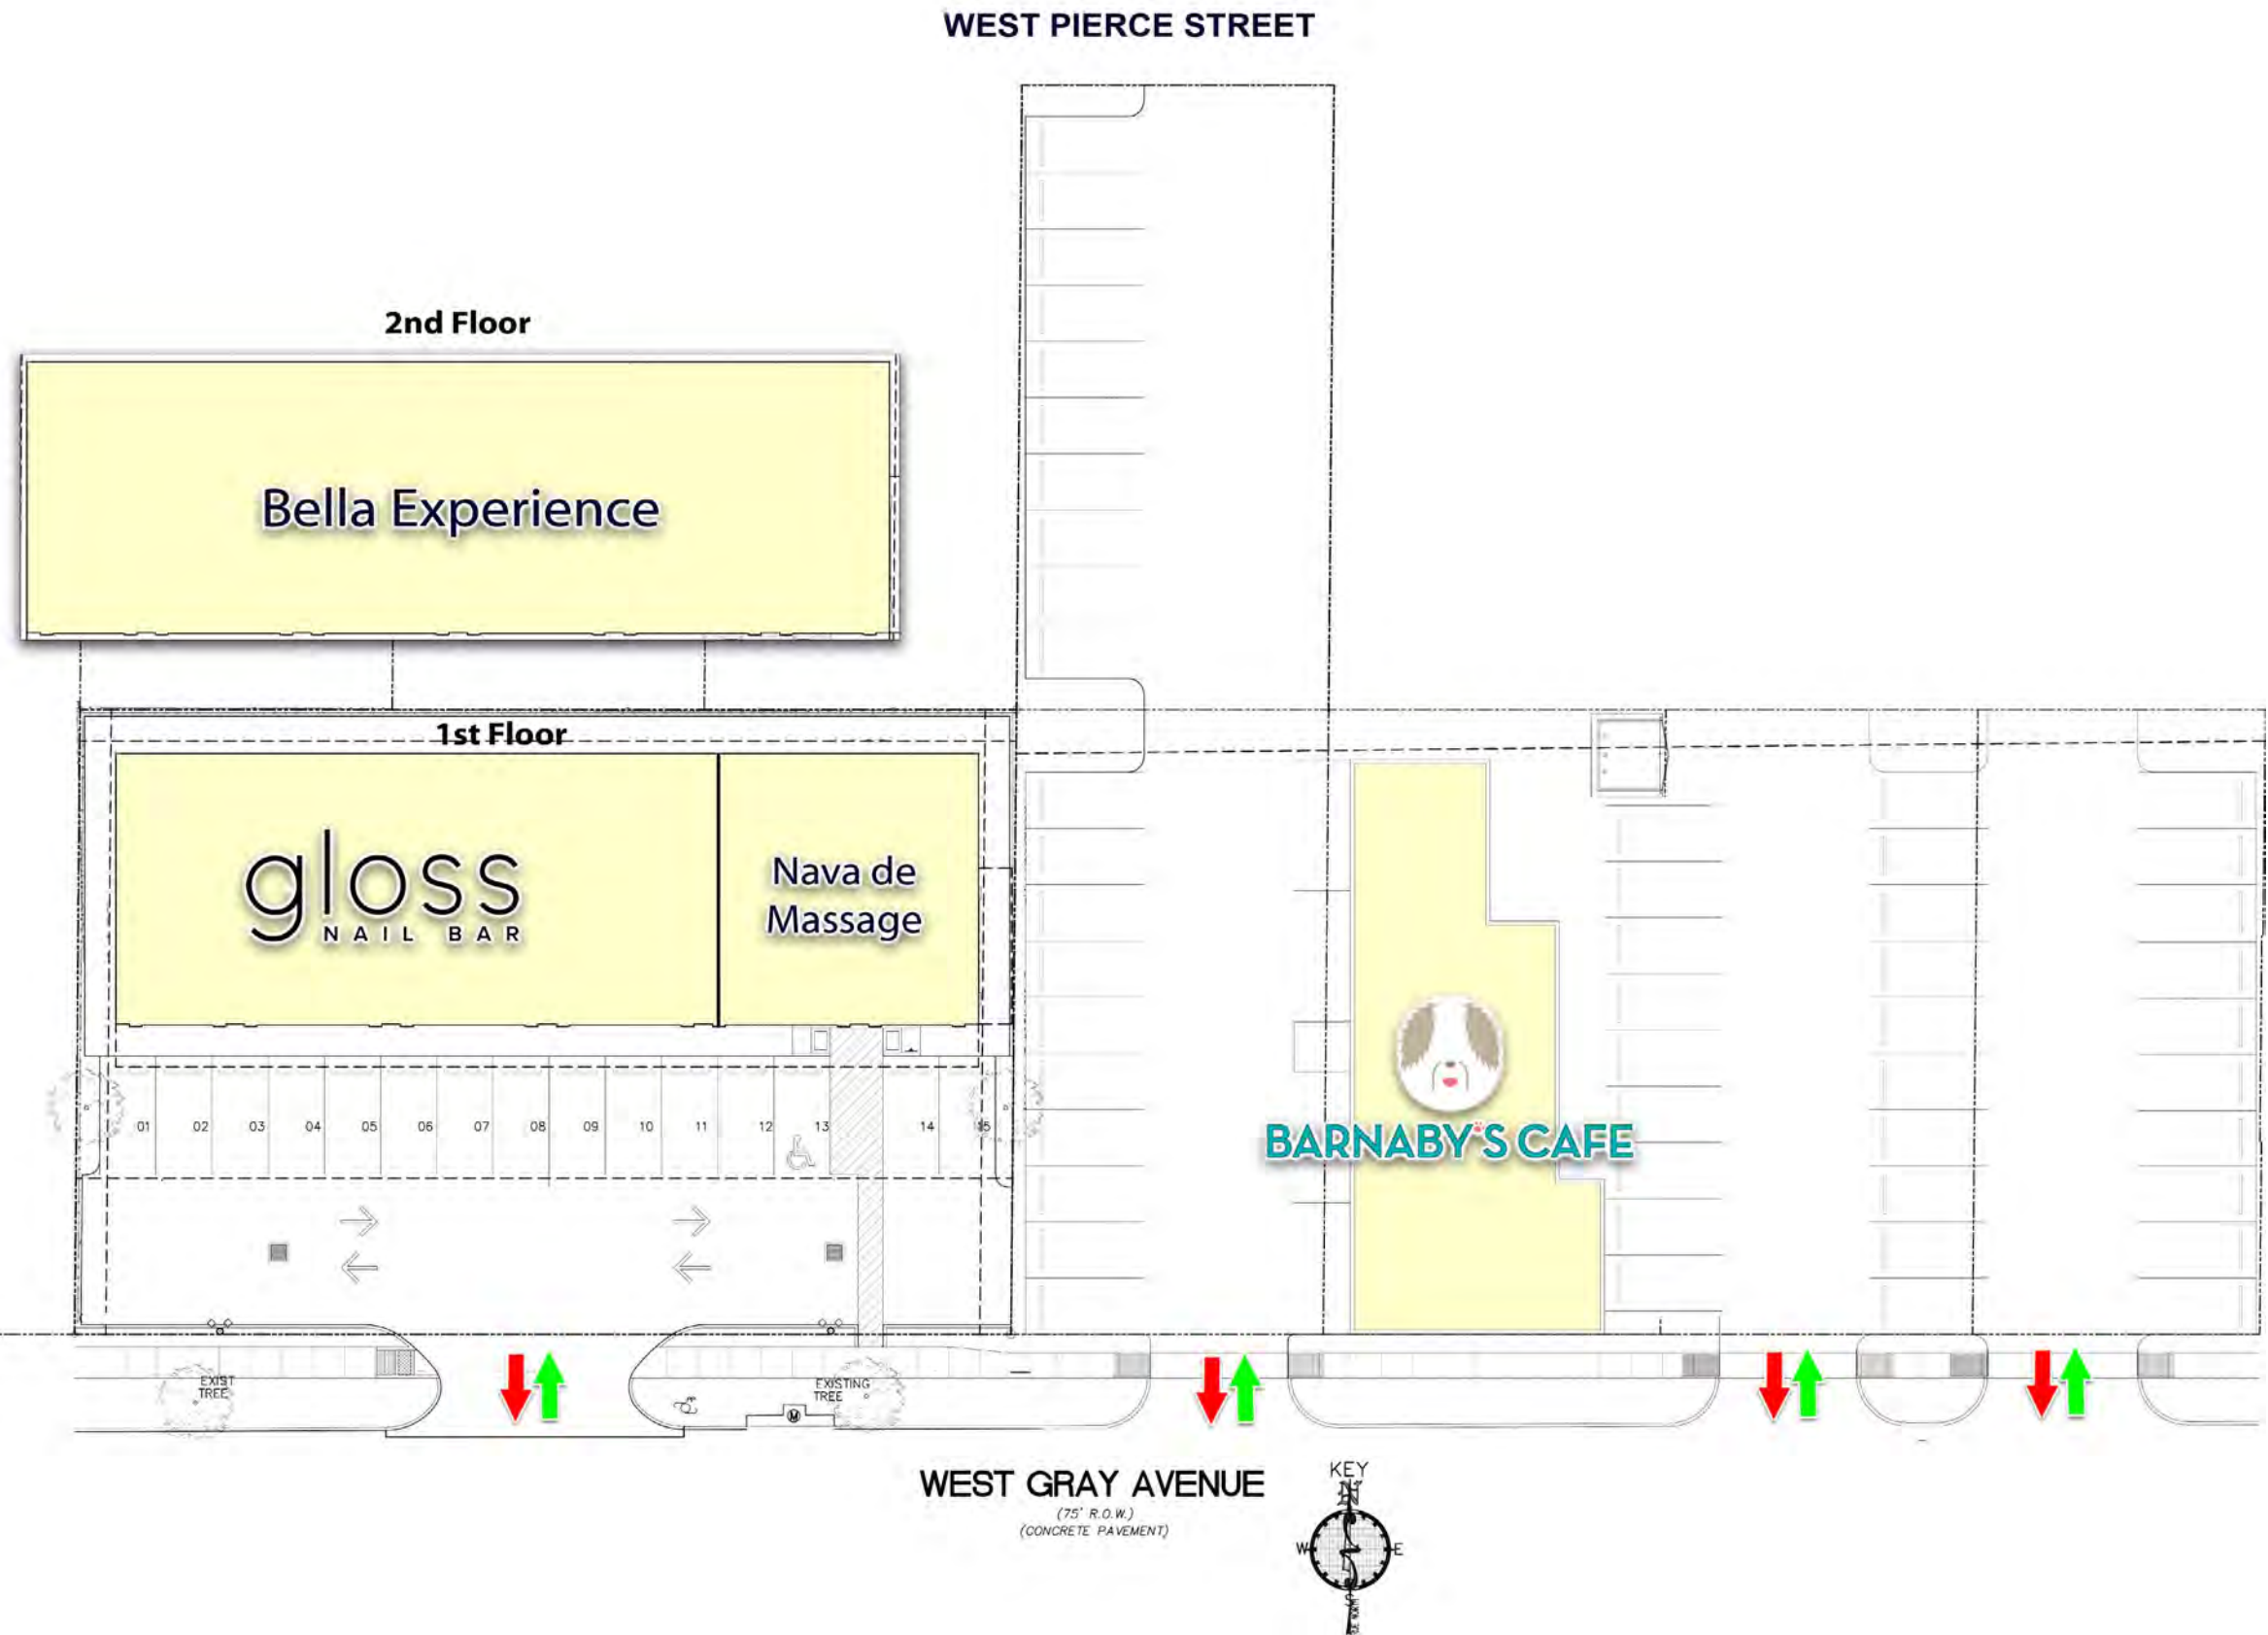 WEST PIERCE STREET
2nd Floor
Bella Experience
1st Floor
gloss
NAIL BAR
Nava de
Massage
BARNABY'S CAFE
01 02 03 04 05 06 07 08 09 10 11 12 13 14 15
EXIST
TREE
EXISTING
TREE
M
WEST GRAY AVENUE
(75' R.O.W.)
(CONCRETE PAVEMENT)
KEY
N
W E
S